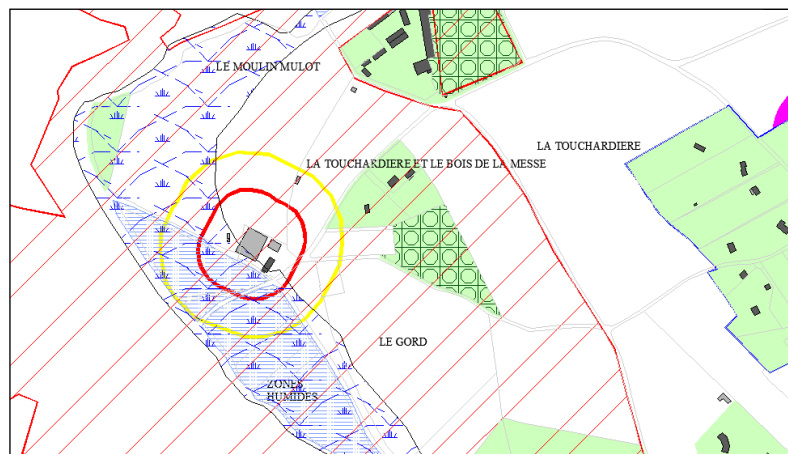 LE MOULIN MULOT
LA TOUCHARDIERE
LA TOUCHARDIERE ET LE BOIS DE LA MESSE
LE GORD
ZONES
HUMIDES